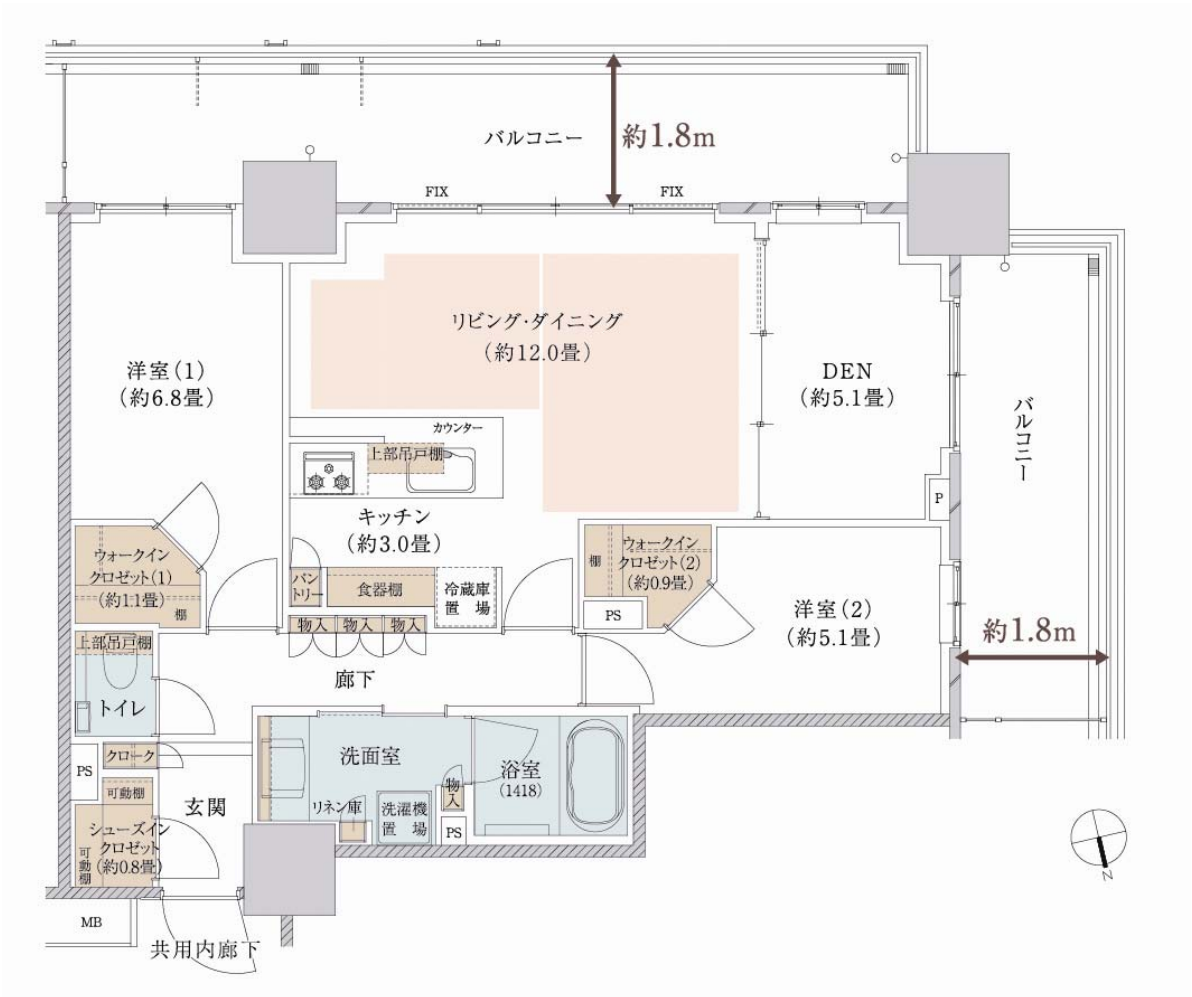 バルコニー
約1.8m
FIX
FIX
リビング・ダイニング
(約12.0畳)
洋室(1)
(約6.8畳)
DEN
(約5.1畳)
バルコニー
カウンター
上部吊戸棚
P
キッチン
(約3.0畳)
ウォークイン
クロゼット(1)
(約1.1畳)
棚
パン
トリー
食器棚
冷蔵庫
置場
棚
ウォークイン
クロゼット(2)
(約0.9畳)
PS
洋室(2)
(約5.1畳)
約1.8m
物入
物入
物入
上部吊戸棚
トイレ
廊下
PS
クローク
可動棚
シューズイン
クロゼット
(約0.8畳)
可動棚
玄関
洗面室
リネン庫
洗濯機
置場
物入
PS
浴室
(1418)
N
MB
共用内廊下